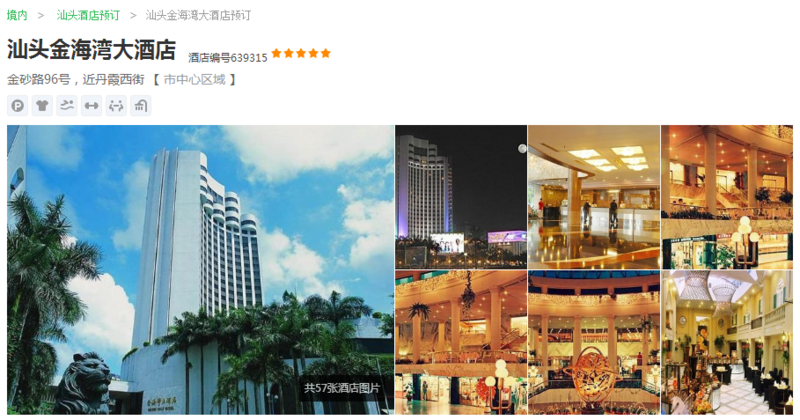 境内 > 汕头酒店预订 > 汕头金海湾大酒店预订
汕头金海湾大酒店 酒店编号639315
金砂路96号，近丹霞西街 【 市中心区域 】
P
共57张酒店图片